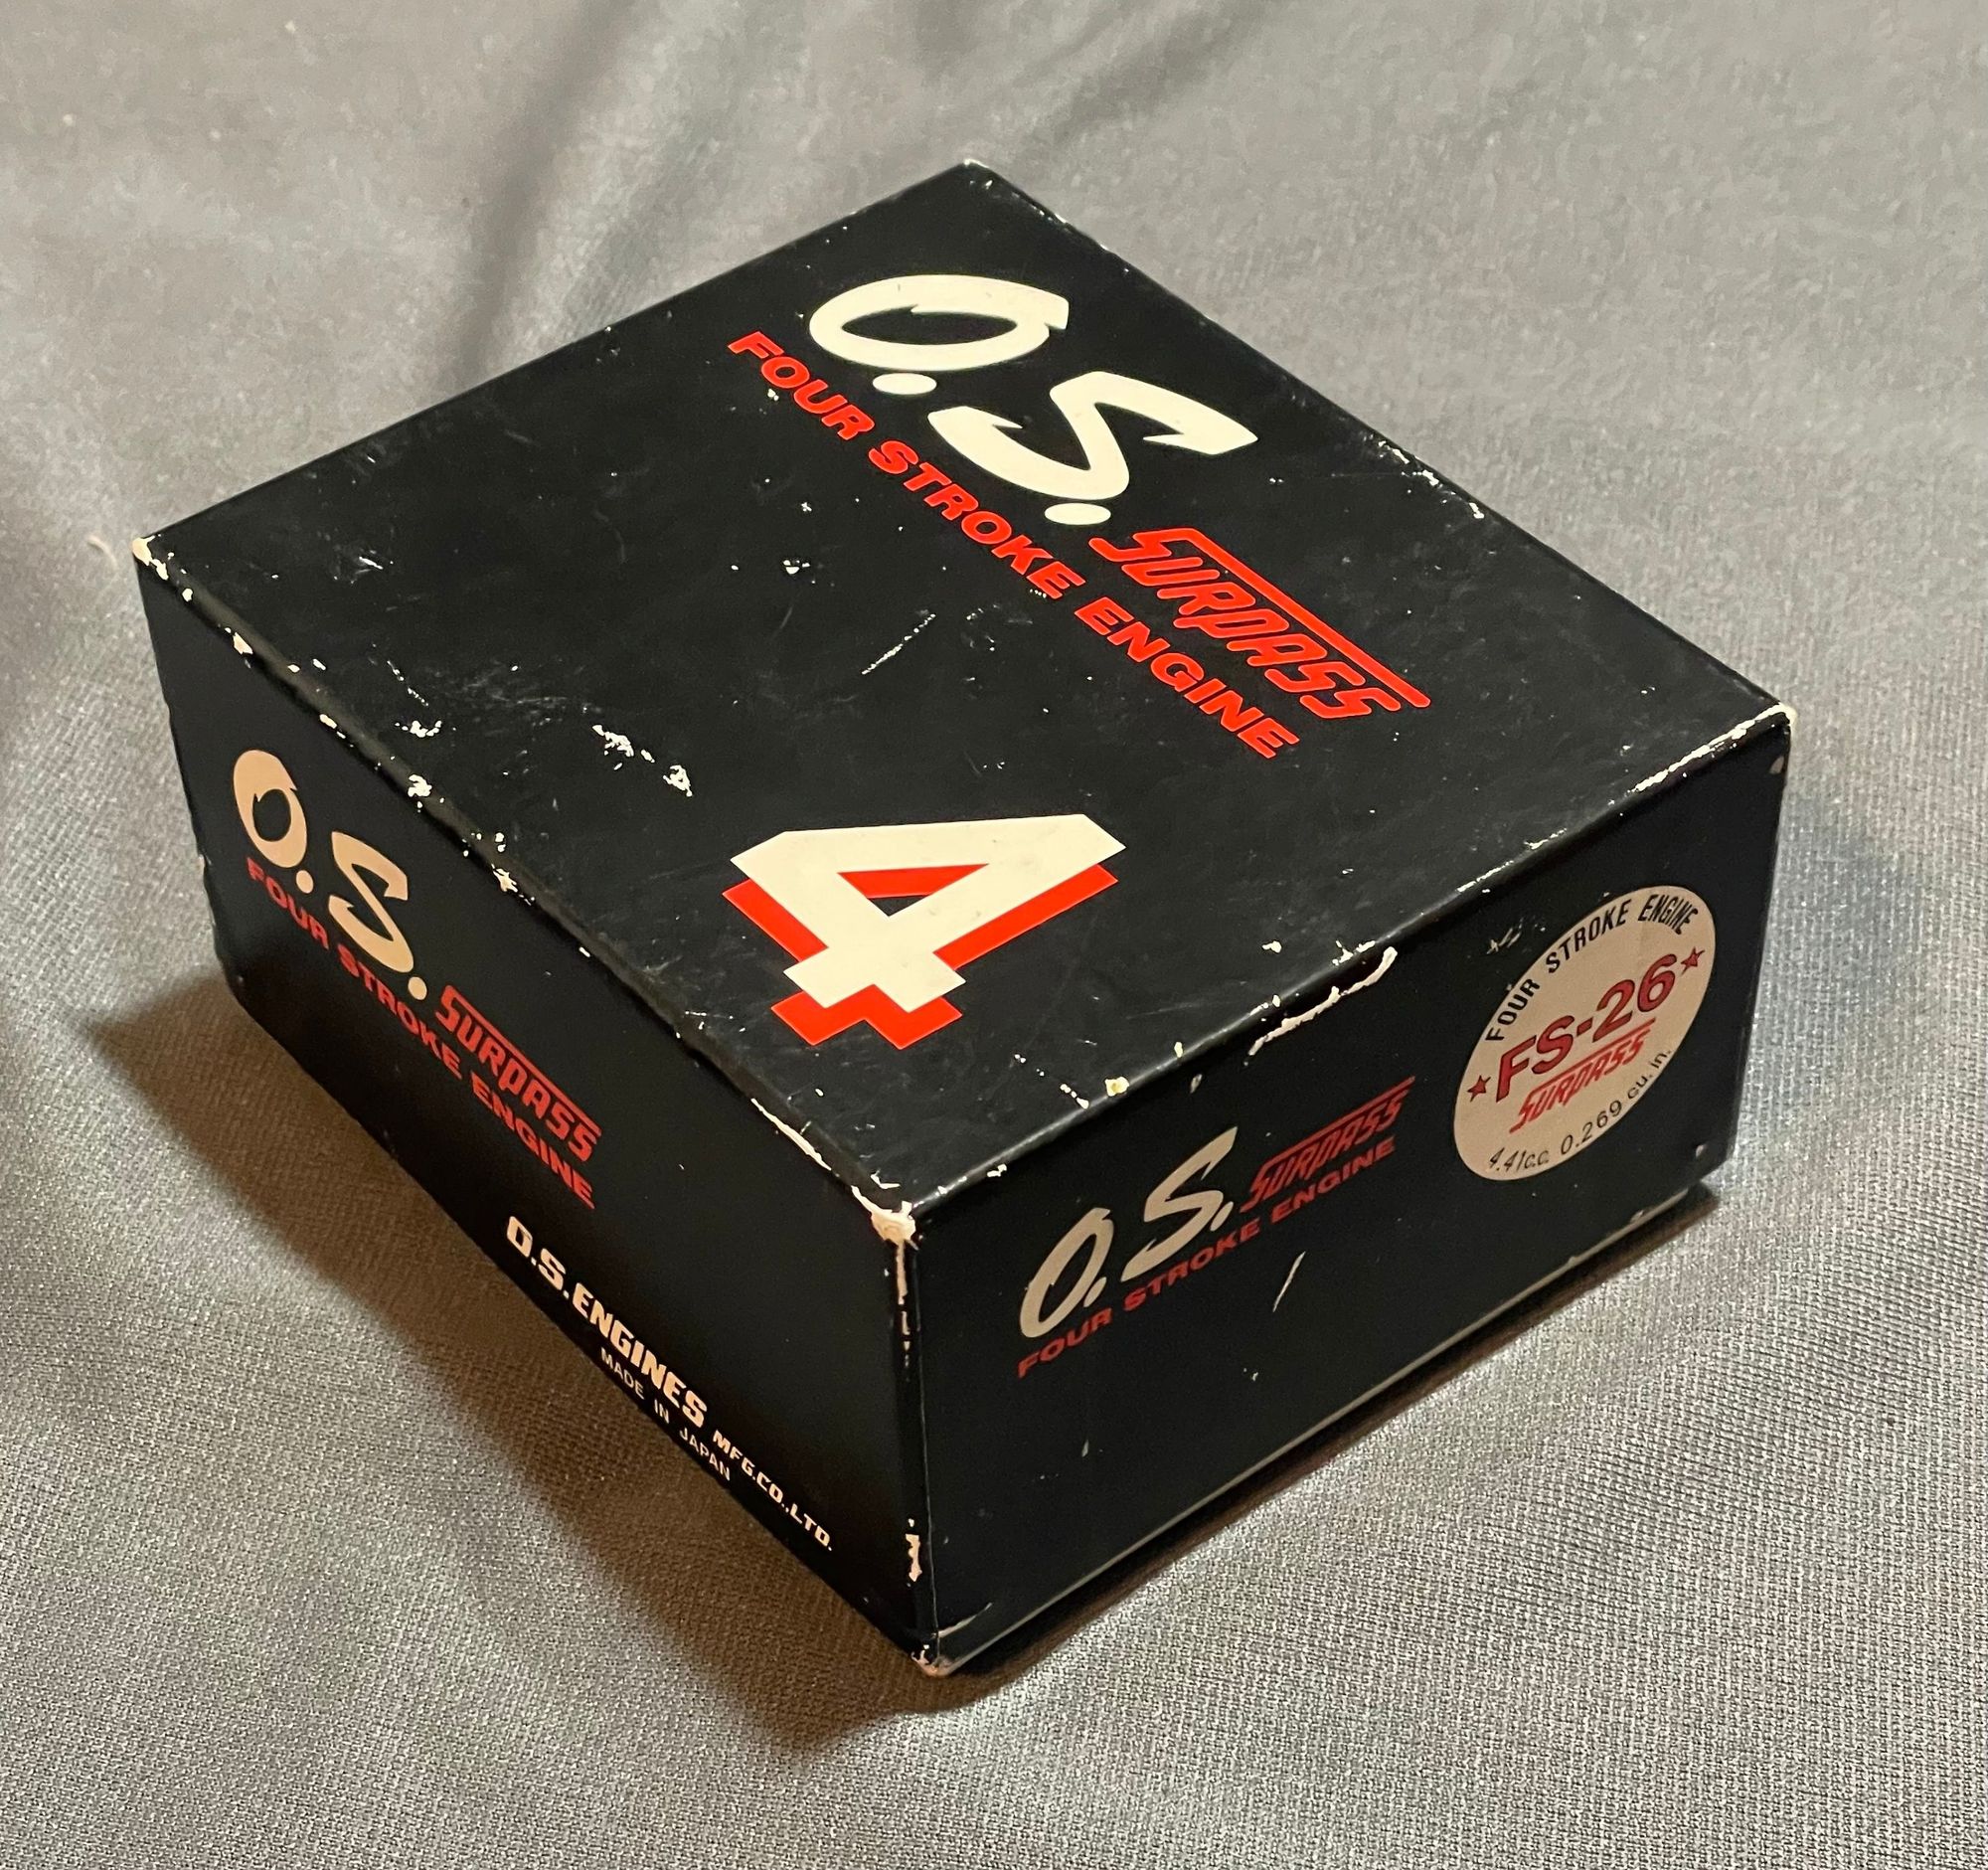 O.S. SURPASS
FOUR STROKE ENGINE
4
O.S. SURPASS
FOUR STROKE ENGINE
O.S.ENGINES MFG.CO.,LTD.
MADE IN JAPAN
O.S. SURPASS
FOUR STROKE ENGINE
FOUR STROKE ENGINE
★FS-26★
SURPASS
4.41c.c. 0.269 cu. in.